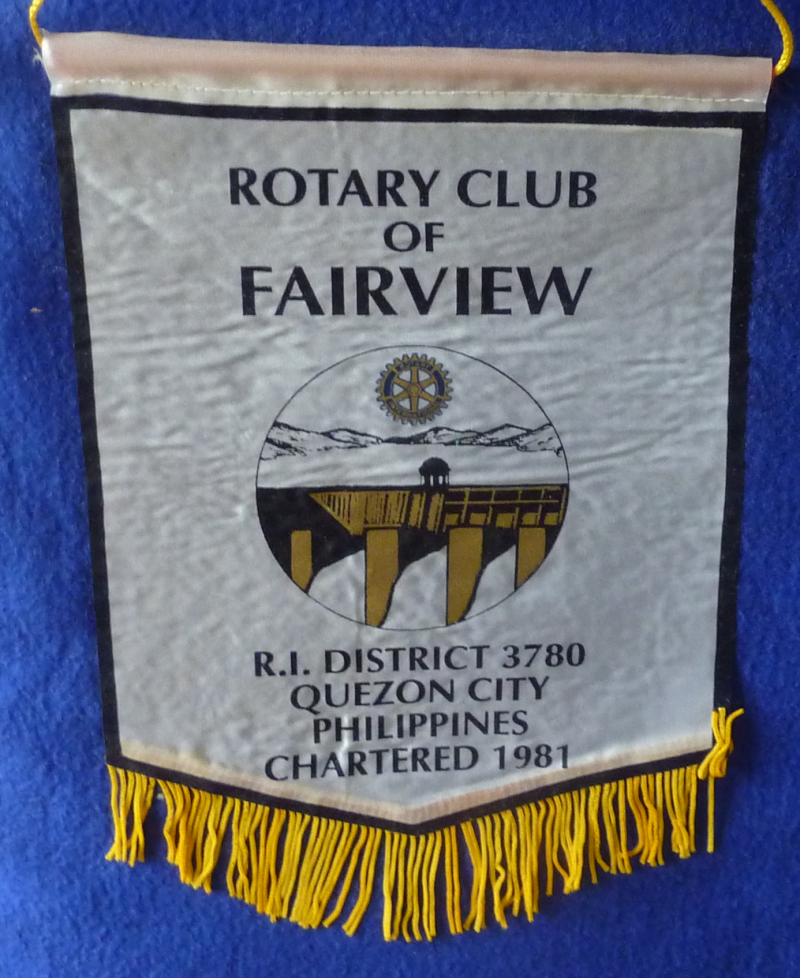 ROTARY CLUB
OF
FAIRVIEW
R.I. DISTRICT 3780
QUEZON CITY
PHILIPPINES
CHARTERED 1981